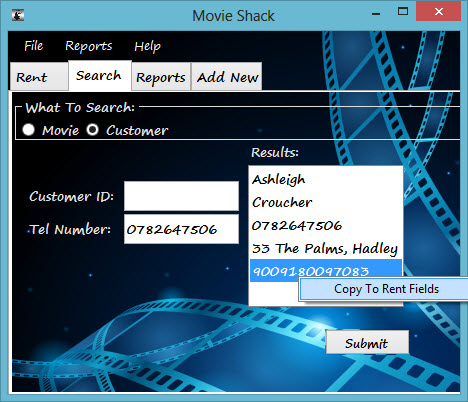 Movie Shack
File Reports Help
Rent Search Reports Add New
What To Search:
Movie Customer
Results:
Customer ID:
Tel Number: 0782647506
Ashleigh
Croucher
0782647506
33 The Palms, Hadley
9009180097083
Copy To Rent Fields
Submit